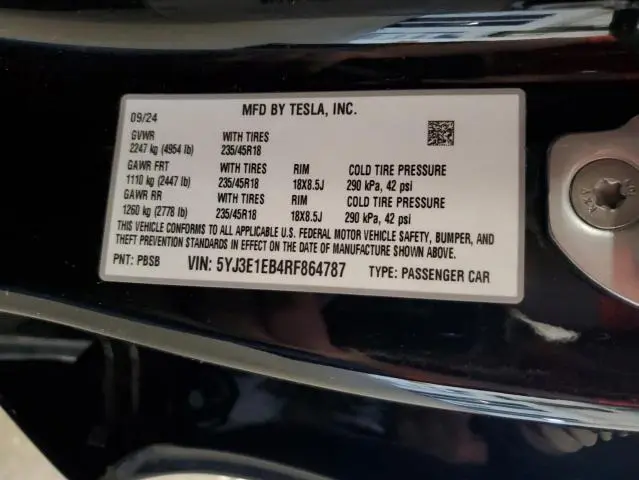 09/24 MFD BY TESLA, INC.
GVWR WITH TIRES
2247 kg (4954 lb) 235/45R18
GAWR FRT WITH TIRES RIM COLD TIRE PRESSURE
1110 kg (2447 lb) 235/45R18 18X8.5J 290 kPa, 42 psi
GAWR RR WITH TIRES RIM COLD TIRE PRESSURE
1260 kg (2778 lb) 235/45R18 18X8.5J 290 kPa, 42 psi
THIS VEHICLE CONFORMS TO ALL APPLICABLE U.S. FEDERAL MOTOR VEHICLE SAFETY, BUMPER, AND
THEFT PREVENTION STANDARDS IN EFFECT ON THE DATE OF MANUFACTURE SHOWN ABOVE.
PNT: PBSB VIN: 5YJ3E1EB4RF864787 TYPE: PASSENGER CAR